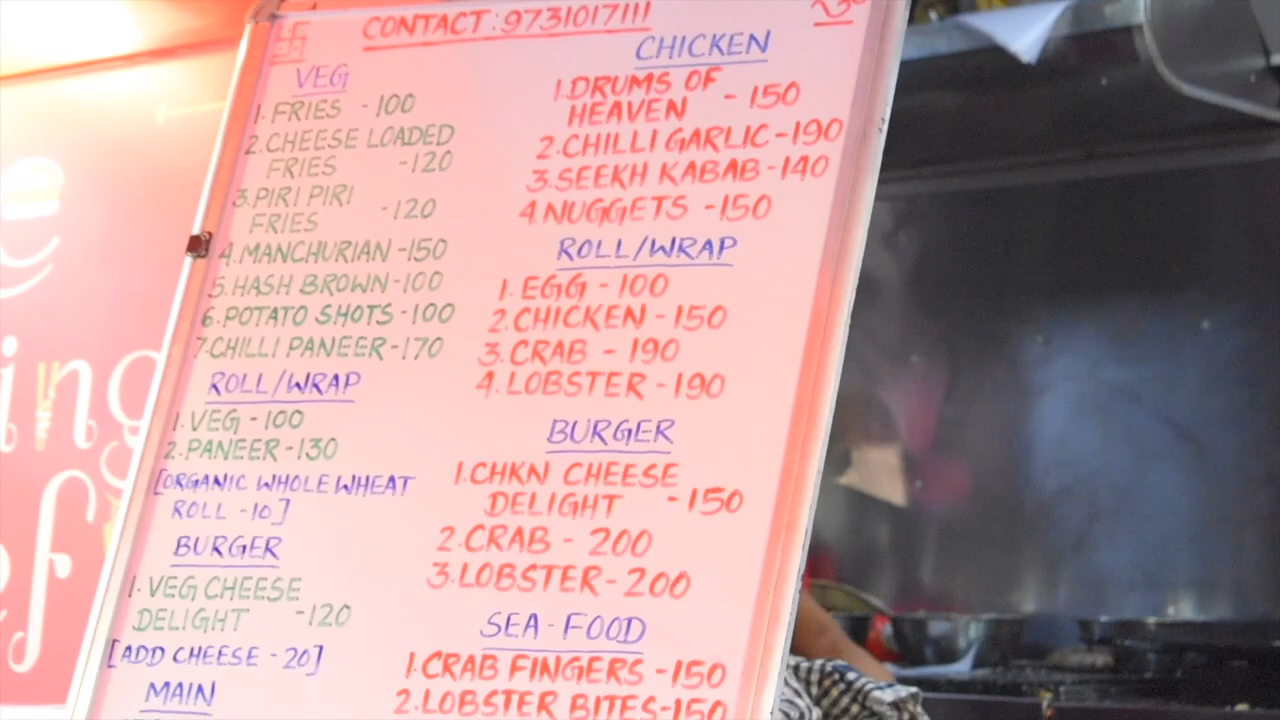 CONTACT:9731017111
VEG
1. FRIES - 100
2. CHEESE LOADED
FRIES -120
3. PIRI PIRI
FRIES -120
4. MANCHURIAN -150
5. HASH BROWN -100
6. POTATO SHOTS -100
7. CHILLI PANEER -170
ROLL/WRAP
1. VEG - 100
2. PANEER -130
[ORGANIC WHOLE WHEAT
ROLL -10]
BURGER
1. VEG CHEESE
DELIGHT -120
[ADD CHEESE - 20]
MAIN
CHICKEN
1. DRUMS OF
HEAVEN - 150
2. CHILLI GARLIC -190
3. SEEKH KABAB -140
4. NUGGETS -150
ROLL/WRAP
1. EGG - 100
2. CHICKEN - 150
3. CRAB - 190
4. LOBSTER - 190
BURGER
1. CHKN CHEESE
DELIGHT -150
2. CRAB - 200
3. LOBSTER - 200
SEA-FOOD
1. CRAB FINGERS -150
2. LOBSTER BITES -150